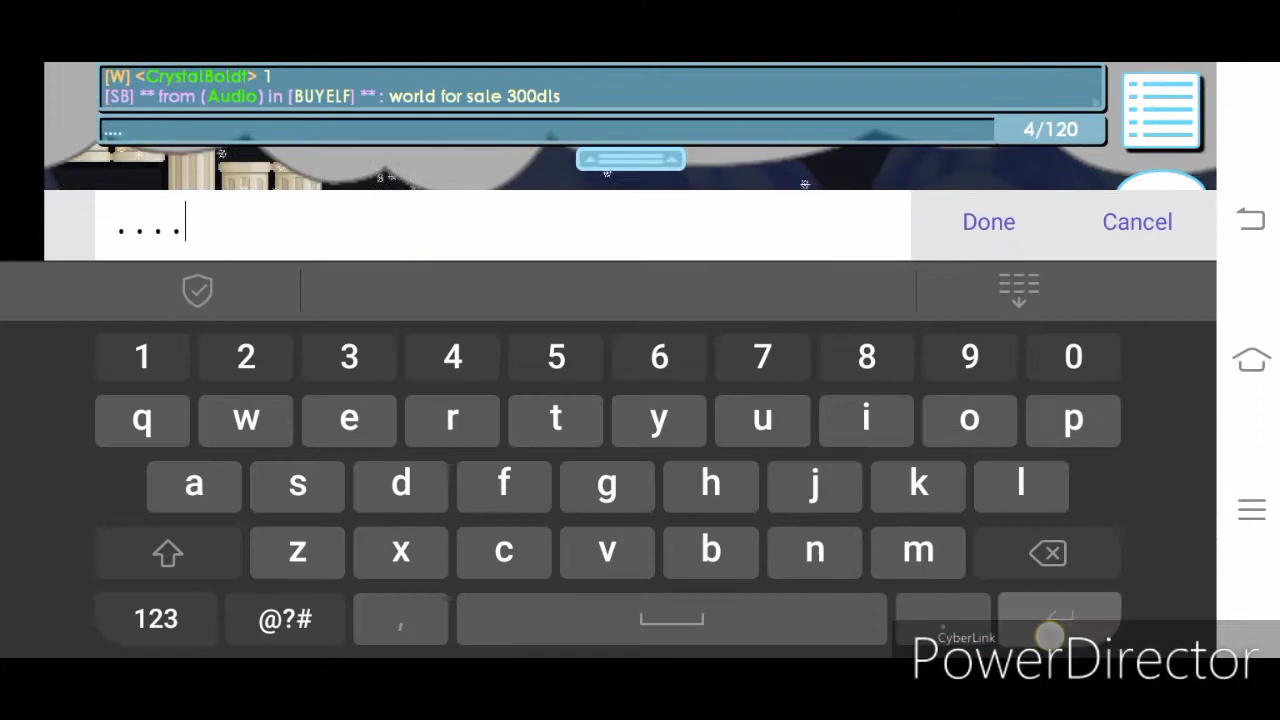 [W] <CrystalBoldt> 1
[SB] ** from (Audio) in [BUYELF] ** : world for sale 300dls
.... 4/120
.... Done Cancel
1 2 3 4 5 6 7 8 9 0
q w e r t y u i o p
a s d f g h j k l
z x c v b n m
123 @?# , .
CyberLink
PowerDirector